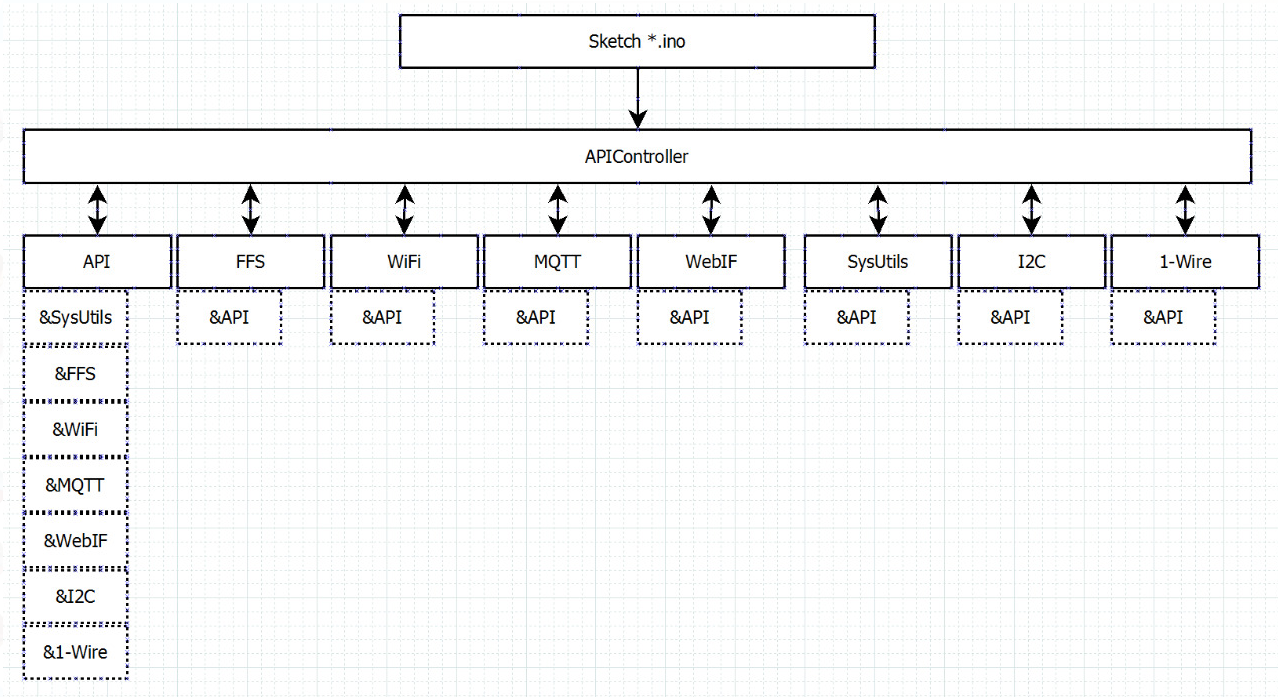 Sketch *.ino
APIController
API FFS WiFi MQTT WebIF SysUtils I2C 1-Wire
&SysUtils &API &API &API &API &API &API &API
&FFS
&WiFi
&MQTT
&WebIF
&I2C
&1-Wire